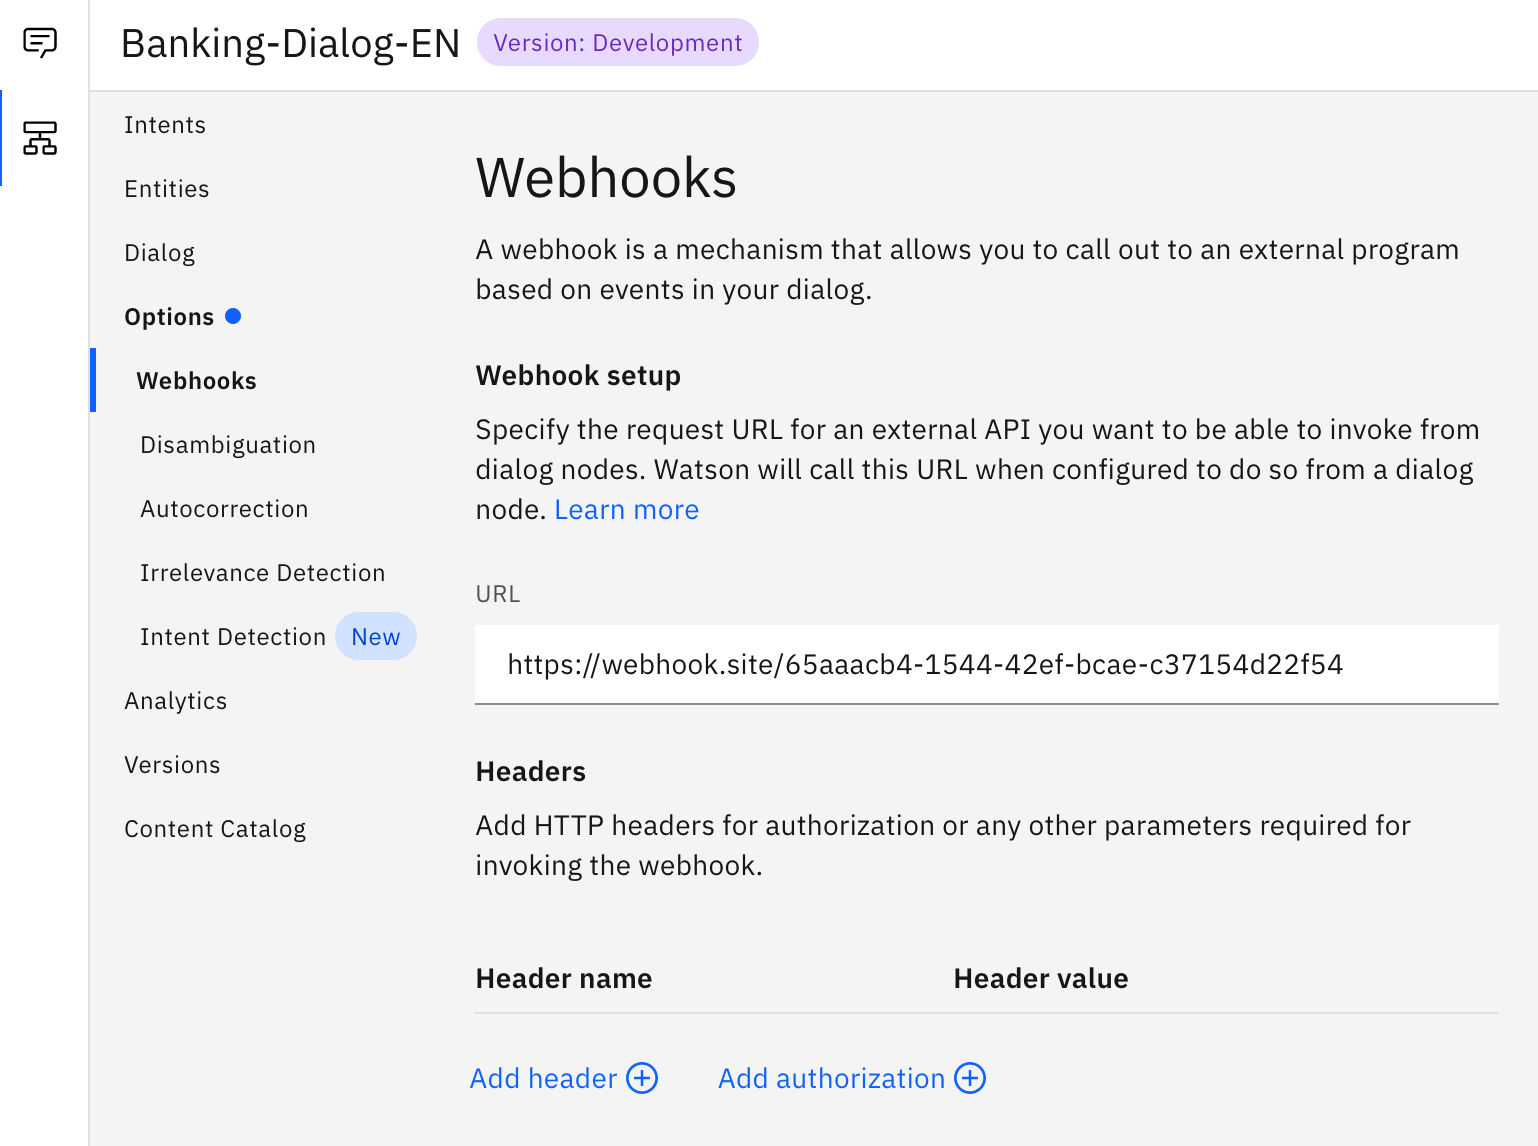 Banking-Dialog-EN
Version: Development
Intents
Entities
Dialog
Options
Webhooks
Disambiguation
Autocorrection
Irrelevance Detection
Intent Detection New
Analytics
Versions
Content Catalog
Webhooks
A webhook is a mechanism that allows you to call out to an external program
based on events in your dialog.
Webhook setup
Specify the request URL for an external API you want to be able to invoke from
dialog nodes. Watson will call this URL when configured to do so from a dialog
node. Learn more
URL
https://webhook.site/65aaacb4-1544-42ef-bcae-c37154d22f54
Headers
Add HTTP headers for authorization or any other parameters required for
invoking the webhook.
Header name Header value
Add header Add authorization